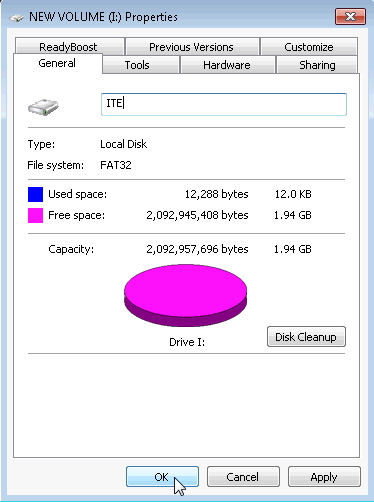 NEW VOLUME (I:) Properties
ReadyBoost Previous Versions Customize
General Tools Hardware Sharing
ITE
Type: Local Disk
File system: FAT32
Used space: 12,288 bytes 12.0 KB
Free space: 2,092,945,408 bytes 1.94 GB
Capacity: 2,092,957,696 bytes 1.94 GB
Drive I:
Disk Cleanup
OK Cancel Apply